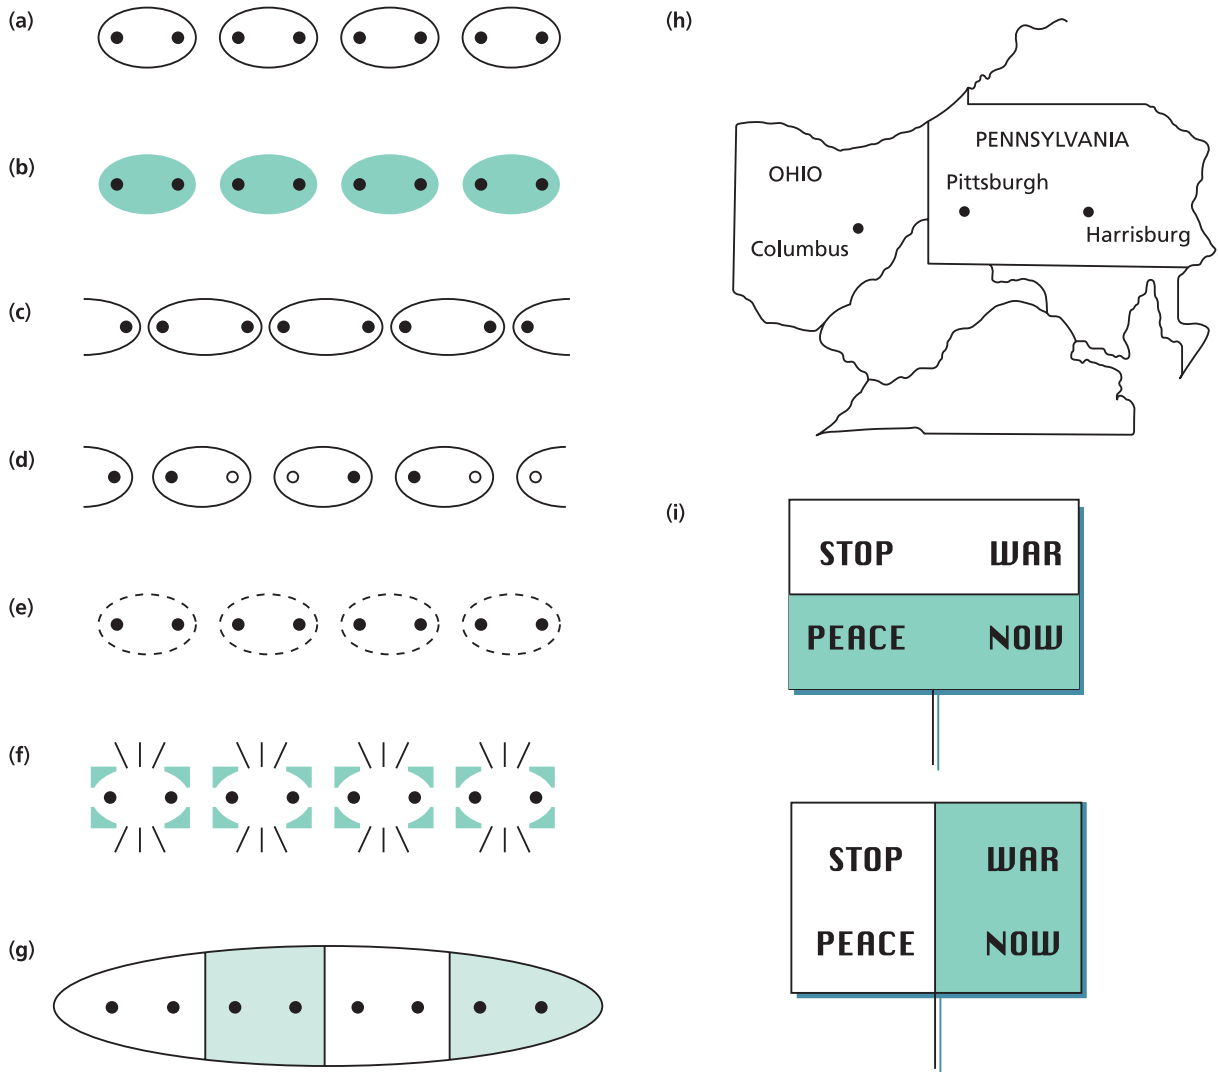 (a)
(b)
(c)
(d)
(e)
(f)
(g)
(h)
OHIO
PENNSYLVANIA
Pittsburgh
Columbus
Harrisburg
(i)
STOP WAR
PEACE NOW
STOP WAR
PEACE NOW